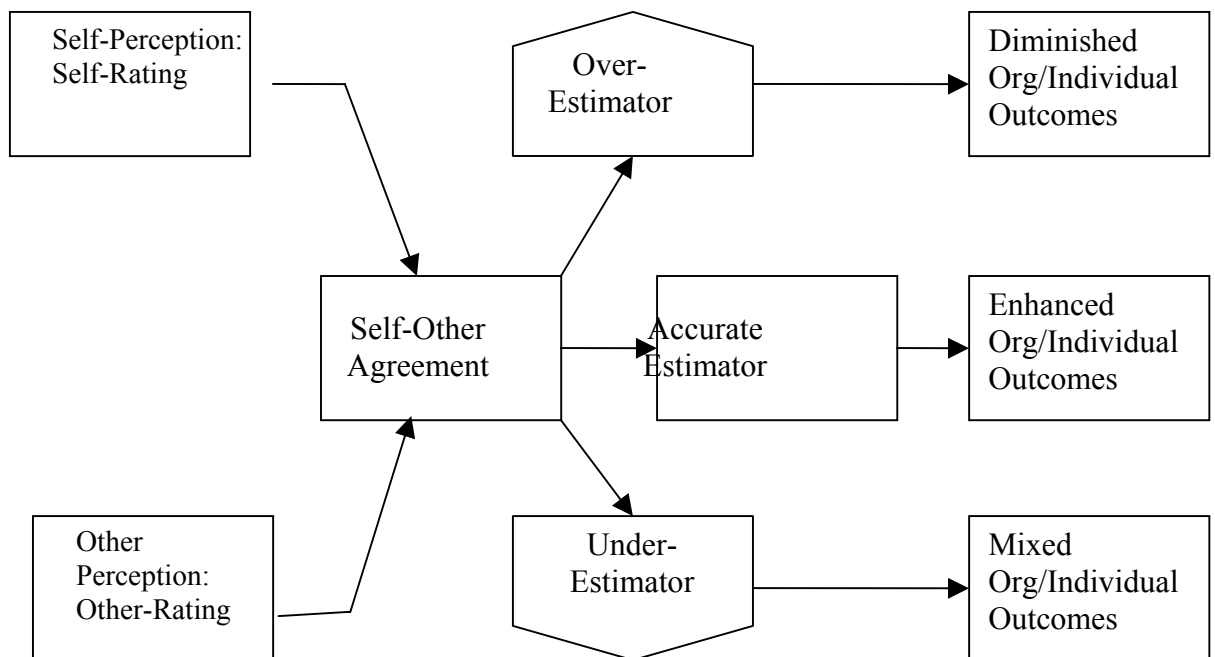 Self-Perception:
Self-Rating
Over-
Estimator
Diminished
Org/Individual
Outcomes
Self-Other
Agreement
Accurate
Estimator
Enhanced
Org/Individual
Outcomes
Other
Perception:
Other-Rating
Under-
Estimator
Mixed
Org/Individual
Outcomes